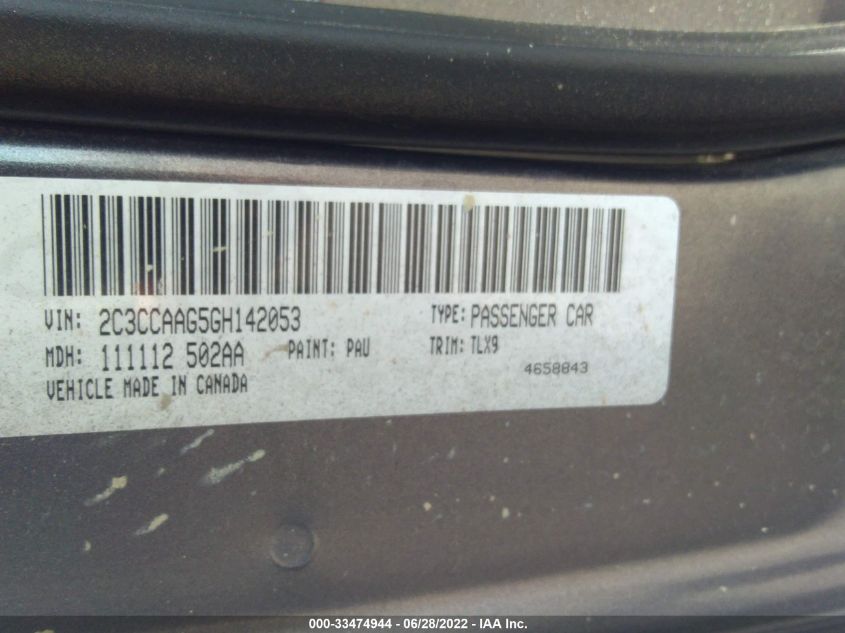 VIN: 2C3CCAAG5GH142053 TYPE: PASSENGER CAR
MDH: 111112 502AA PAINT: PAU TRIM: TLX9
VEHICLE MADE IN CANADA 4658843
000-33474944 - 06/28/2022 - IAA Inc.